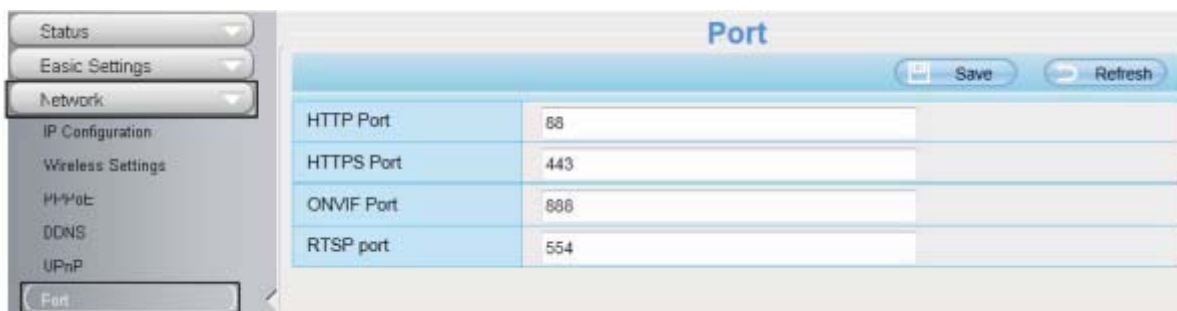 Status
Easic Settings
Network
IP Configuration
Wireless Settings
PPPoE
DDNS
UPnP
Port
Port
Save
Refresh
HTTP Port
88
HTTPS Port
443
ONVIF Port
888
RTSP port
554